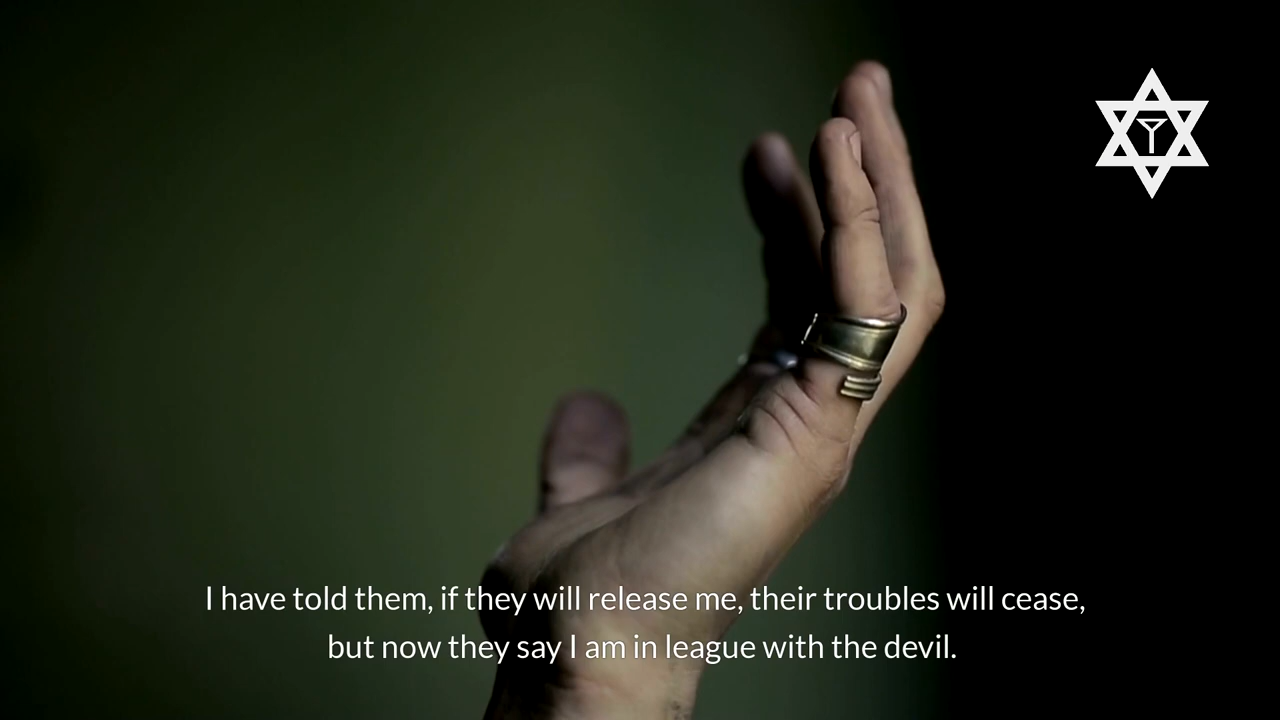 I have told them, if they will release me, their troubles will cease,
but now they say I am in league with the devil.